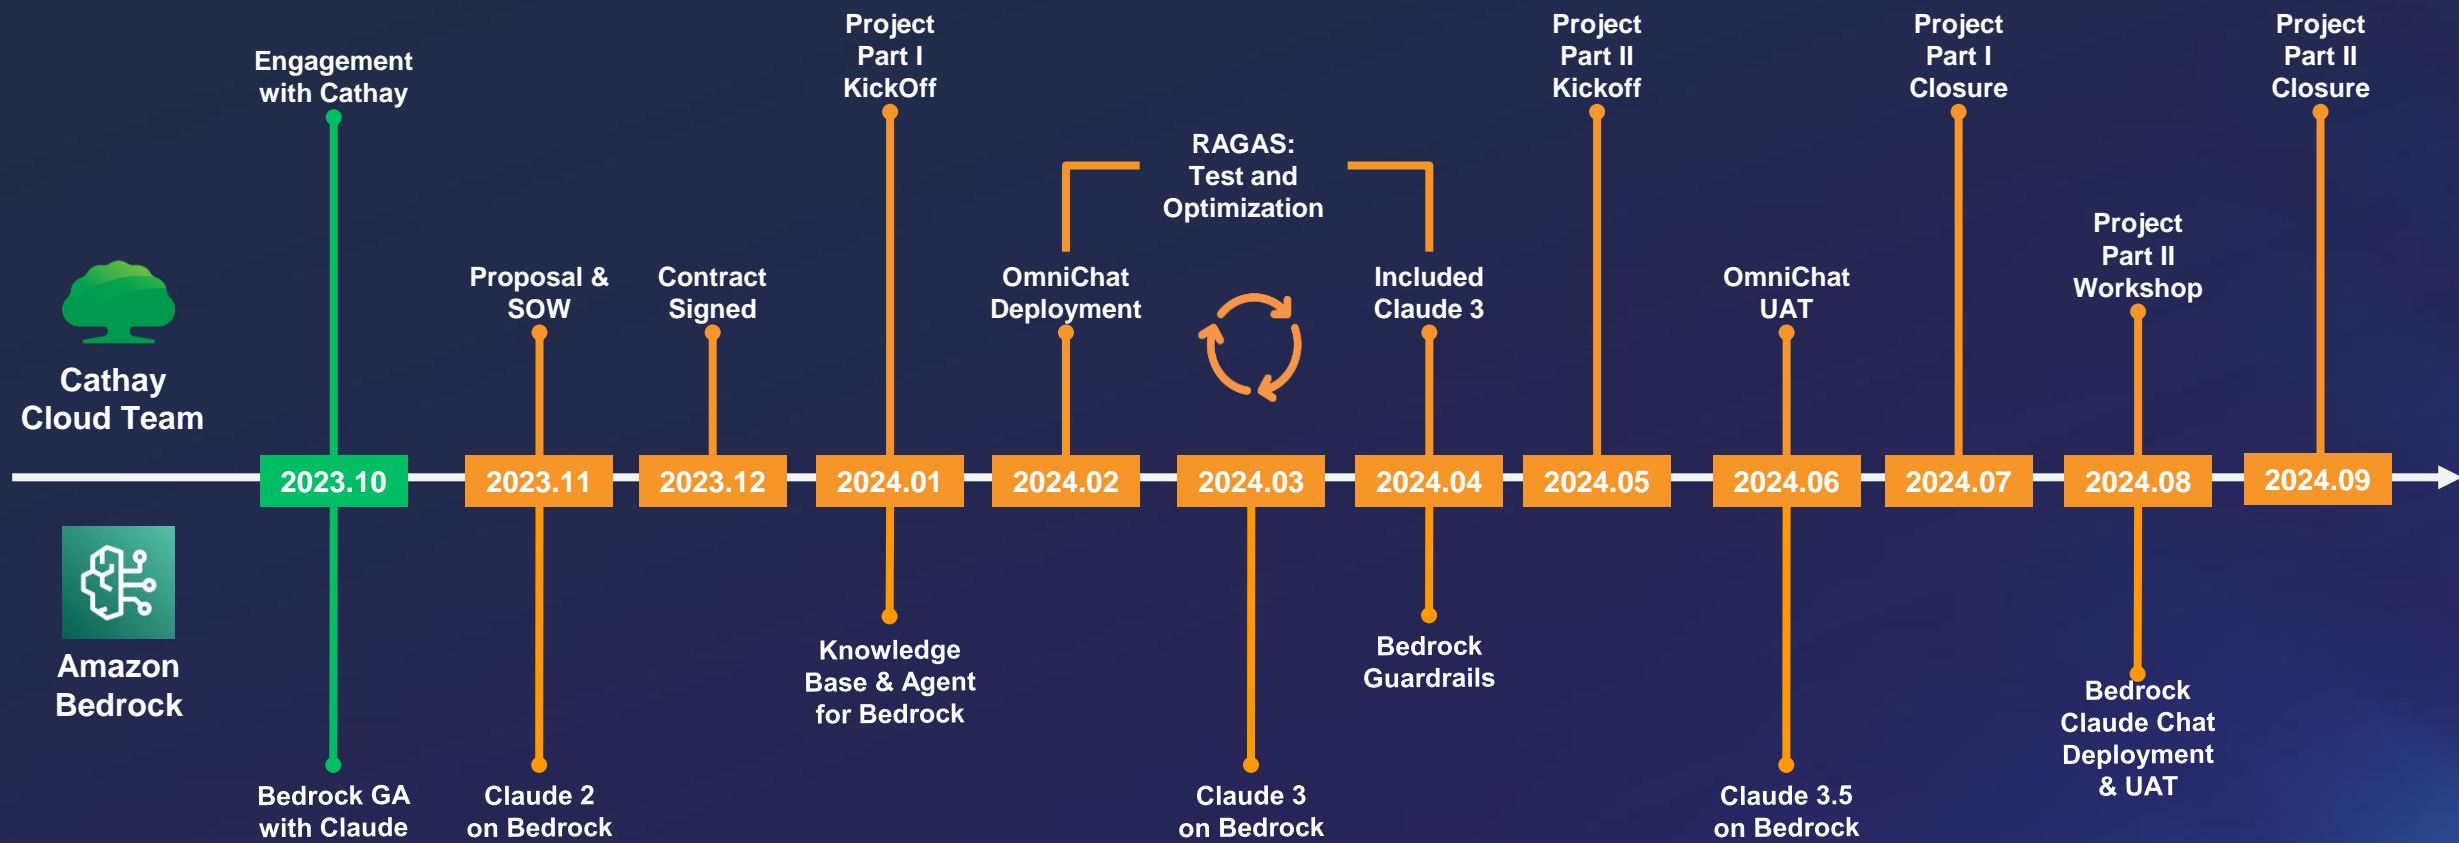 Project
Part I
KickOff
Project
Part II
Kickoff
Project
Part I
Closure
Project
Part II
Closure
Engagement
with Cathay
RAGAS:
Test and
Optimization
Project
Part II
Workshop
Proposal &
SOW
Contract
Signed
OmniChat
Deployment
Included
Claude 3
OmniChat
UAT
Cathay
Cloud Team
2023.10
2023.11
2023.12
2024.01
2024.02
2024.03
2024.04
2024.05
2024.06
2024.07
2024.08
2024.09
Amazon
Bedrock
Knowledge
Base & Agent
for Bedrock
Bedrock
Guardrails
Bedrock
Claude Chat
Deployment
& UAT
Bedrock GA
with Claude
Claude 2
on Bedrock
Claude 3
on Bedrock
Claude 3.5
on Bedrock